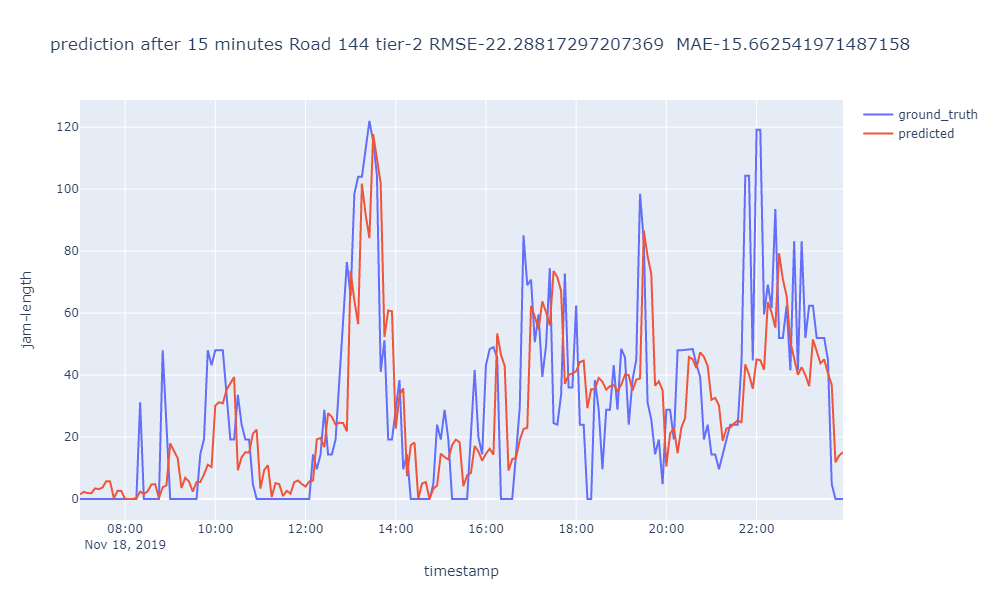 prediction after 15 minutes Road 144 tier-2 RMSE-22.28817297207369  MAE-15.662541971487158
ground_truth
predicted
120
100
80
60
40
20
0
jam-length
08:00 10:00 12:00 14:00 16:00 18:00 20:00 22:00
Nov 18, 2019
timestamp